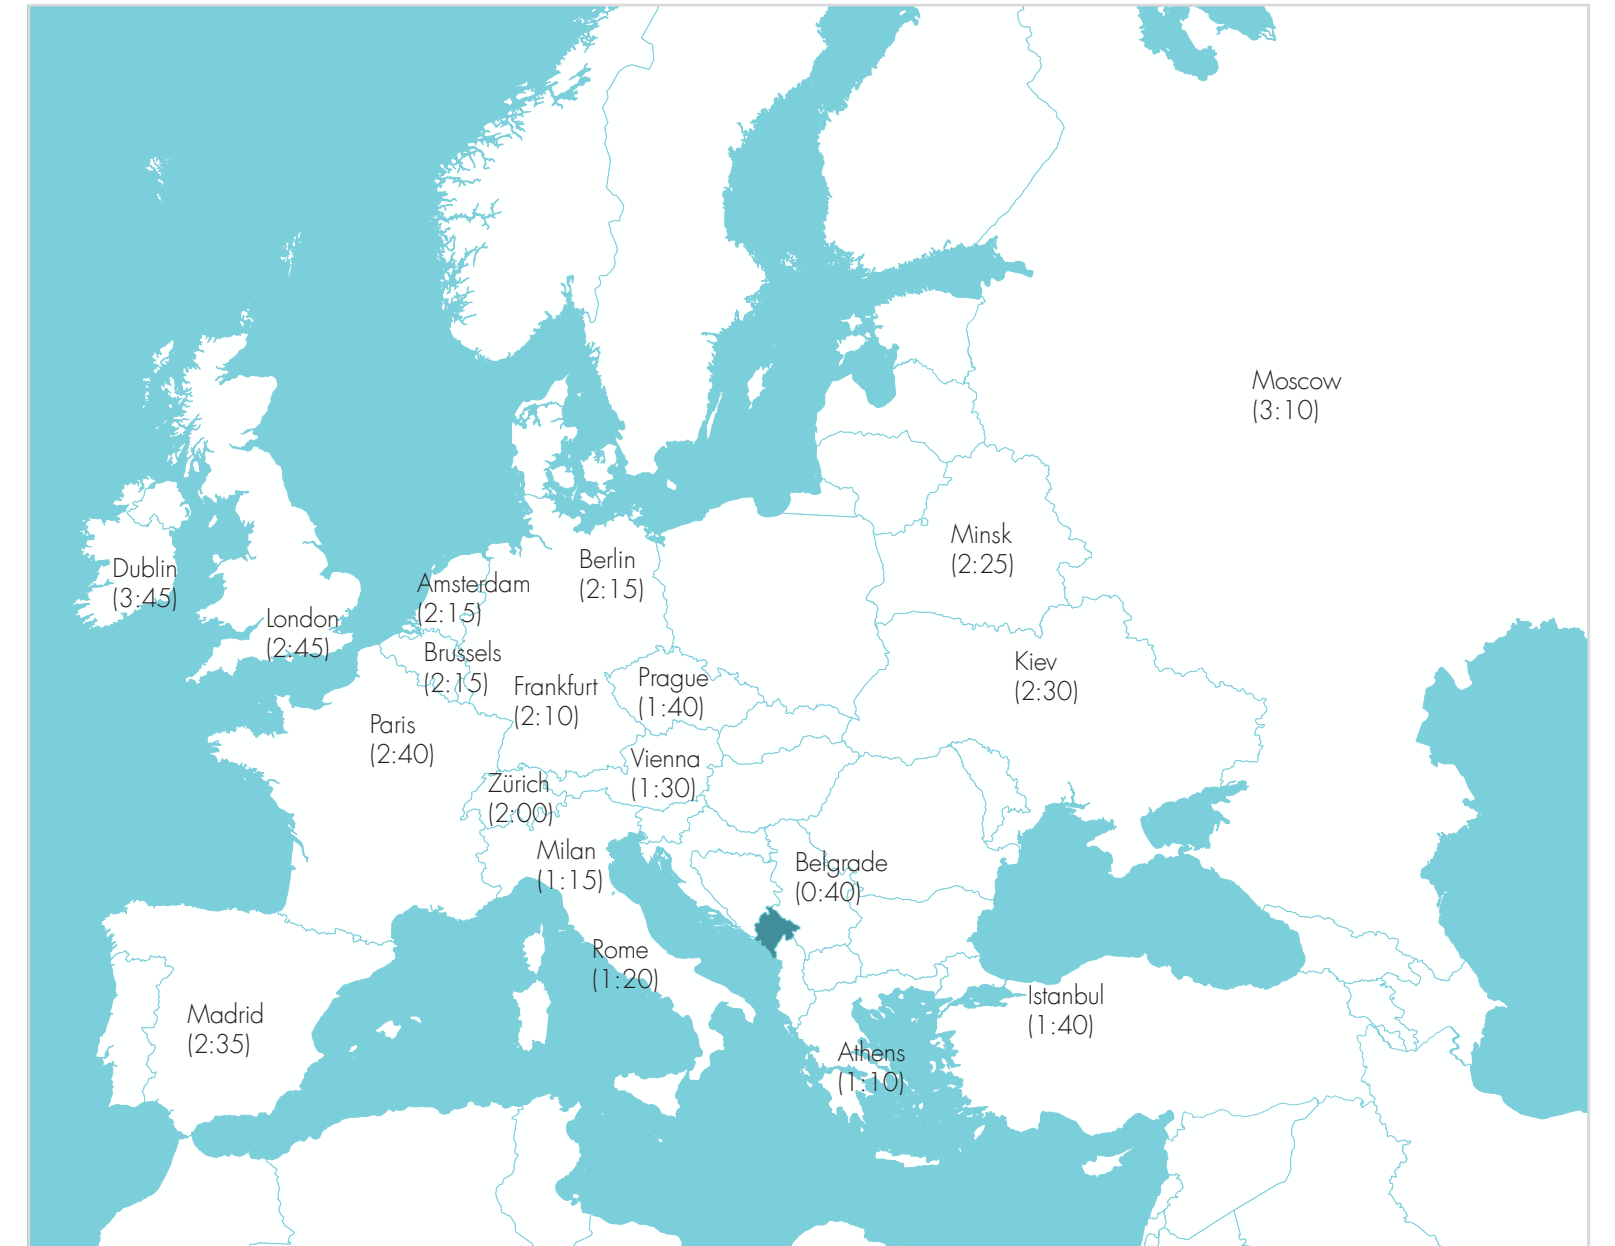 Moscow
(3:10)
Minsk
(2:25)
Berlin
(2:15)
Dublin
(3:45)
Amsterdam
(2:15)
London
(2:45)
Brussels
(2:15)
Kiev
(2:30)
Frankfurt
(2:10)
Prague
(1:40)
Paris
(2:40)
Vienna
(1:30)
Zürich
(2:00)
Milan
(1:15)
Belgrade
(0:40)
Rome
(1:20)
Istanbul
(1:40)
Madrid
(2:35)
Athens
(1:10)